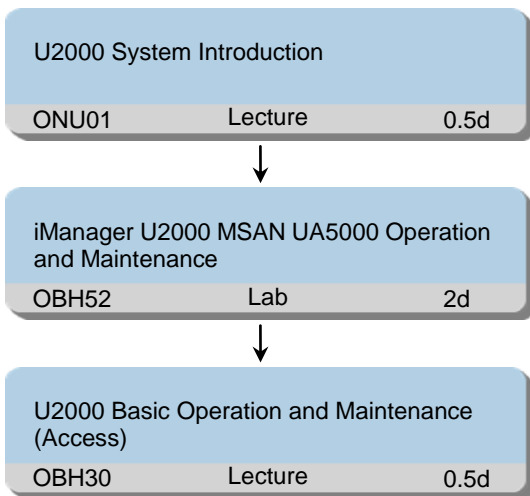 U2000 System Introduction
ONU01 Lecture 0.5d
iManager U2000 MSAN UA5000 Operation
and Maintenance
OBH52 Lab 2d
U2000 Basic Operation and Maintenance
(Access)
OBH30 Lecture 0.5d